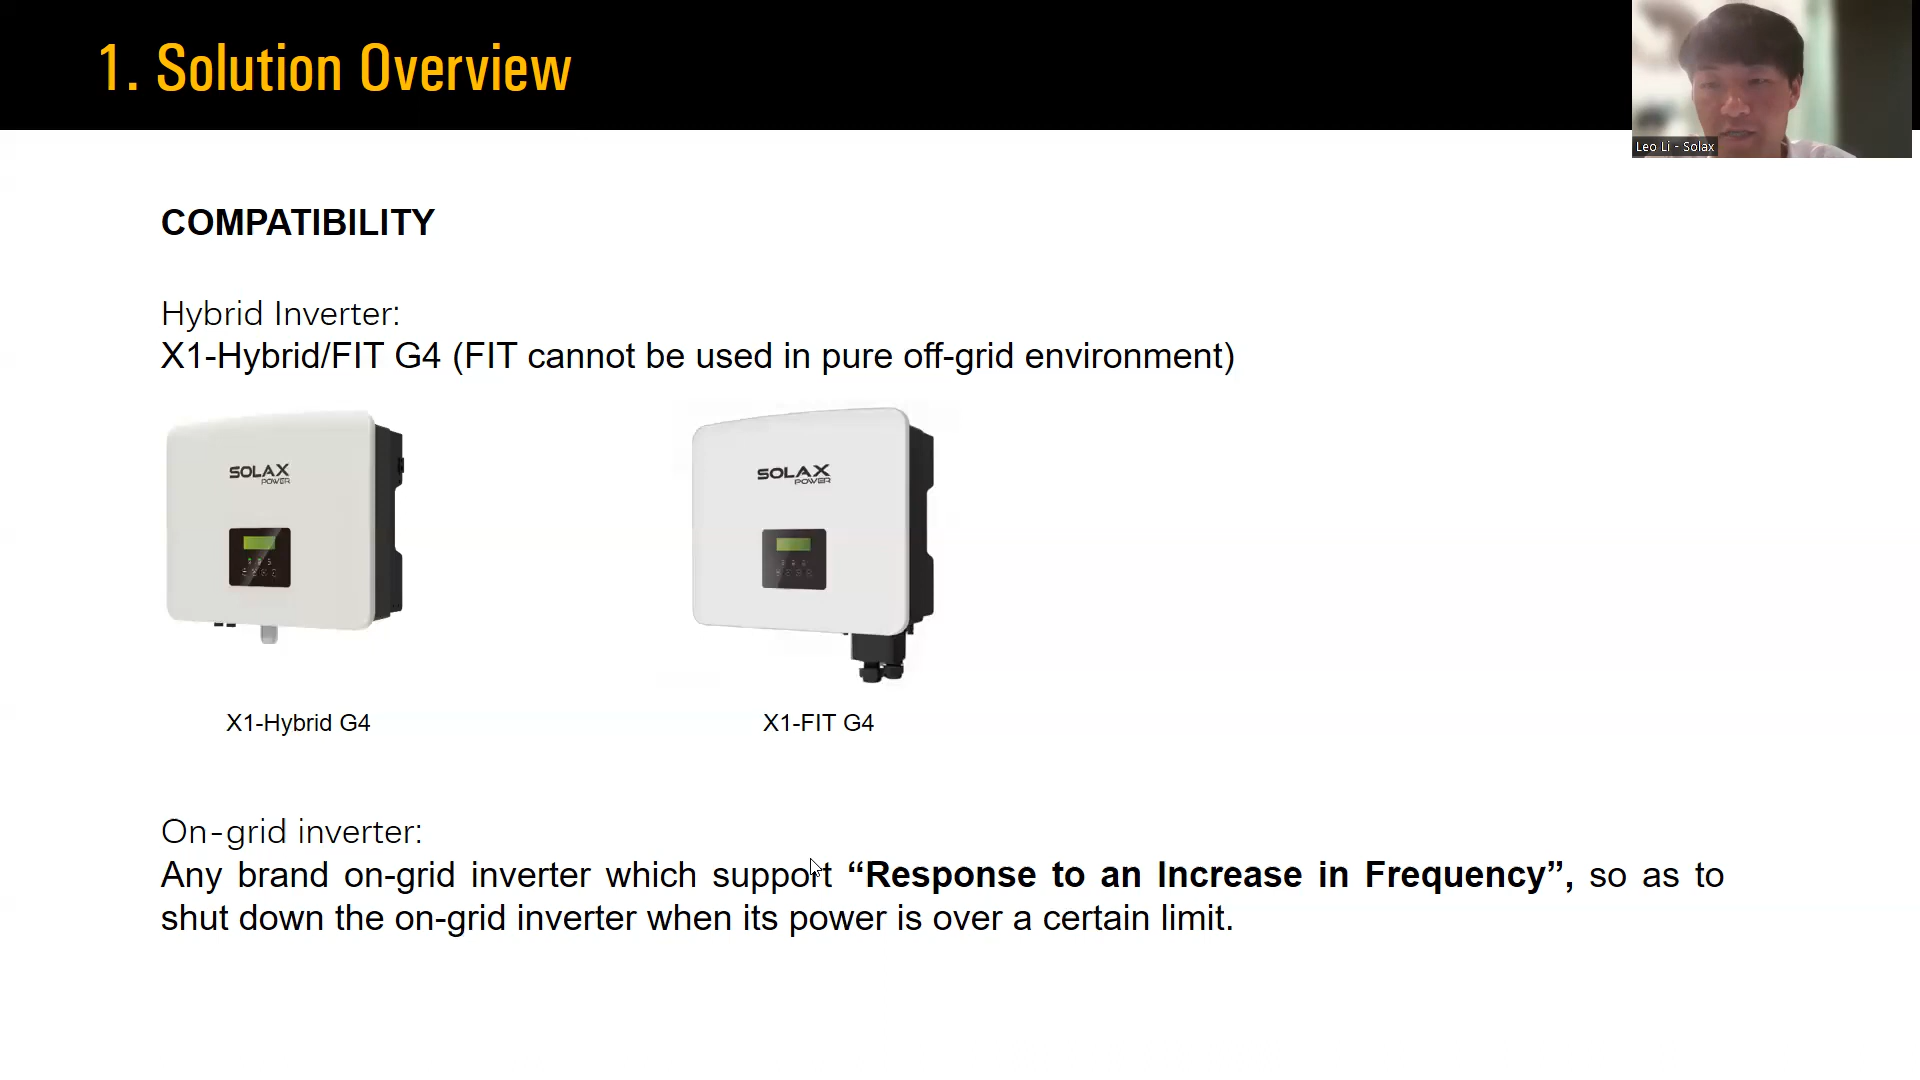 1. Solution Overview
Leo Li - Solax
COMPATIBILITY
Hybrid Inverter:
X1-Hybrid/FIT G4 (FIT cannot be used in pure off-grid environment)
SOLAX
POWER
SOLAX
POWER
X1-Hybrid G4
X1-FIT G4
On-grid inverter:
Any brand on-grid inverter which support “Response to an Increase in Frequency”, so as to
shut down the on-grid inverter when its power is over a certain limit.